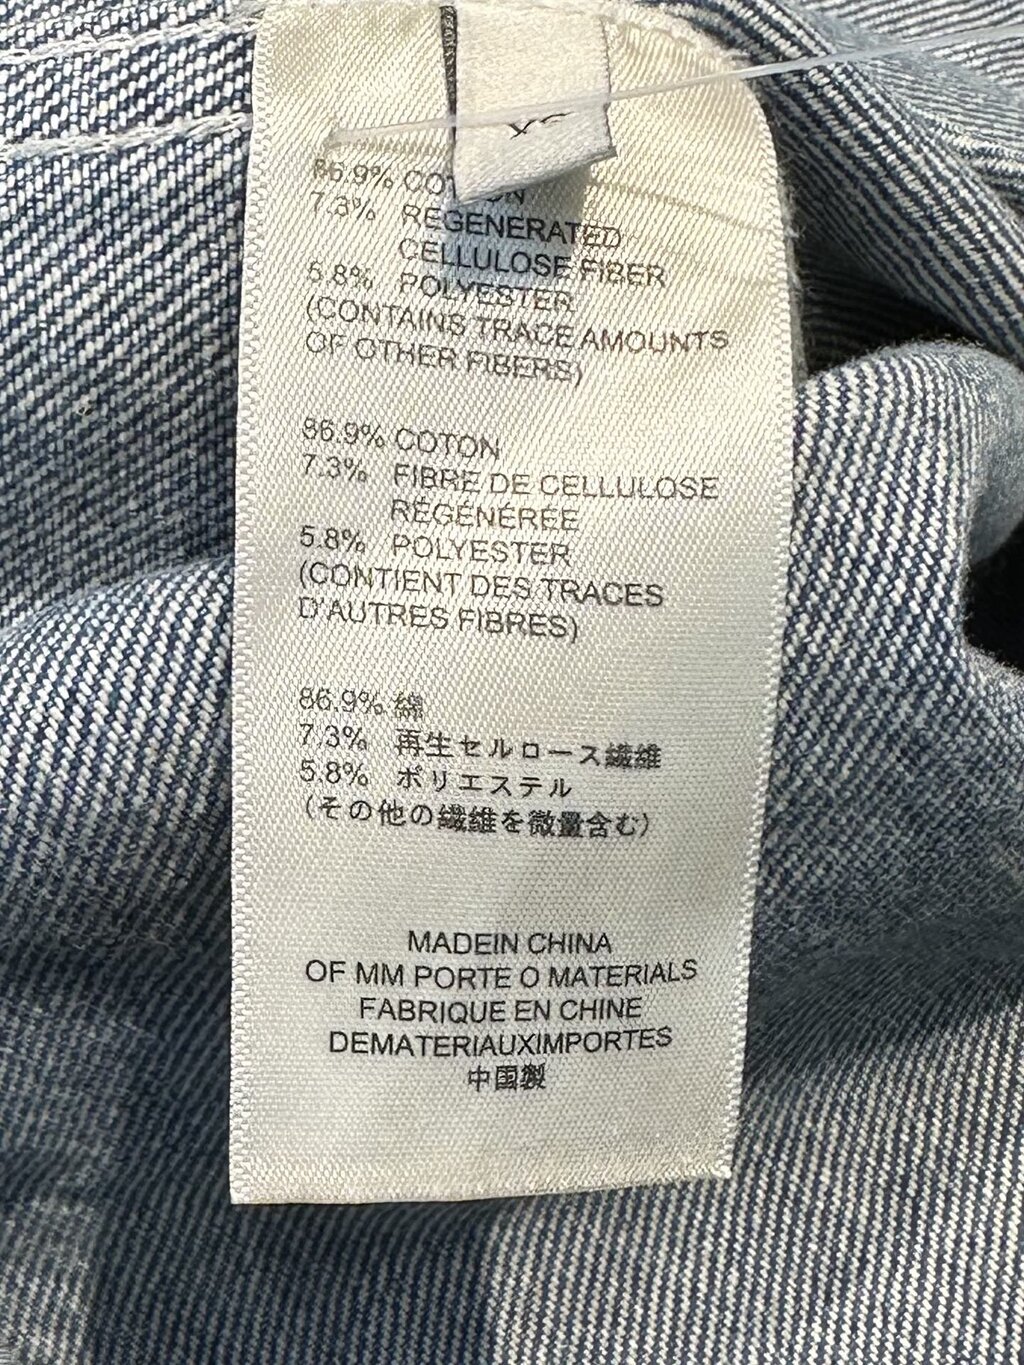 XS
86.9% COTTON
7.3% REGENERATED
CELLULOSE FIBER
5.8% POLYESTER
(CONTAINS TRACE AMOUNTS
OF OTHER FIBERS)
86.9% COTON
7.3% FIBRE DE CELLULOSE
RÉGÉNÉRÉE
5.8% POLYESTER
(CONTIENT DES TRACES
D'AUTRES FIBRES)
86.9% 綿
7.3% 再生セルロース繊維
5.8% ポリエステル
(その他の繊維を微量含む)
MADEIN CHINA
OF MM PORTE O MATERIALS
FABRIQUE EN CHINE
DEMATERIAUXIMPORTES
中国製